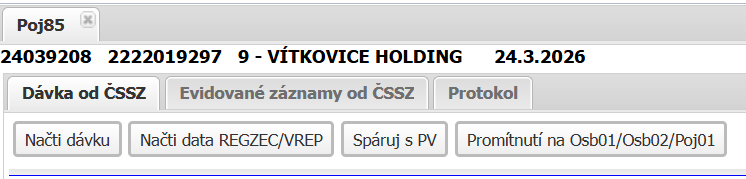 Poj85
24039208 2222019297 9 - VÍTKOVICE HOLDING 24.3.2026
Dávka od ČSSZ Evidované záznamy od ČSSZ Protokol
Načti dávku Načti data REGZEC/VREP Spáruj s PV Promítnutí na Osb01/Osb02/Poj01